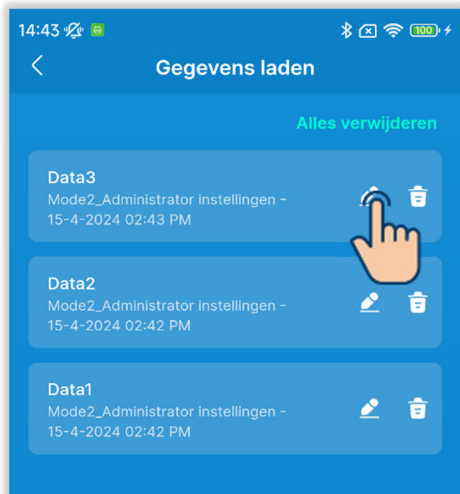 14:43 100
Gegevens laden
Alles verwijderen
Data3
Mode2_Administrator instellingen -
15-4-2024 02:43 PM
Data2
Mode2_Administrator instellingen -
15-4-2024 02:42 PM
Data1
Mode2_Administrator instellingen -
15-4-2024 02:42 PM